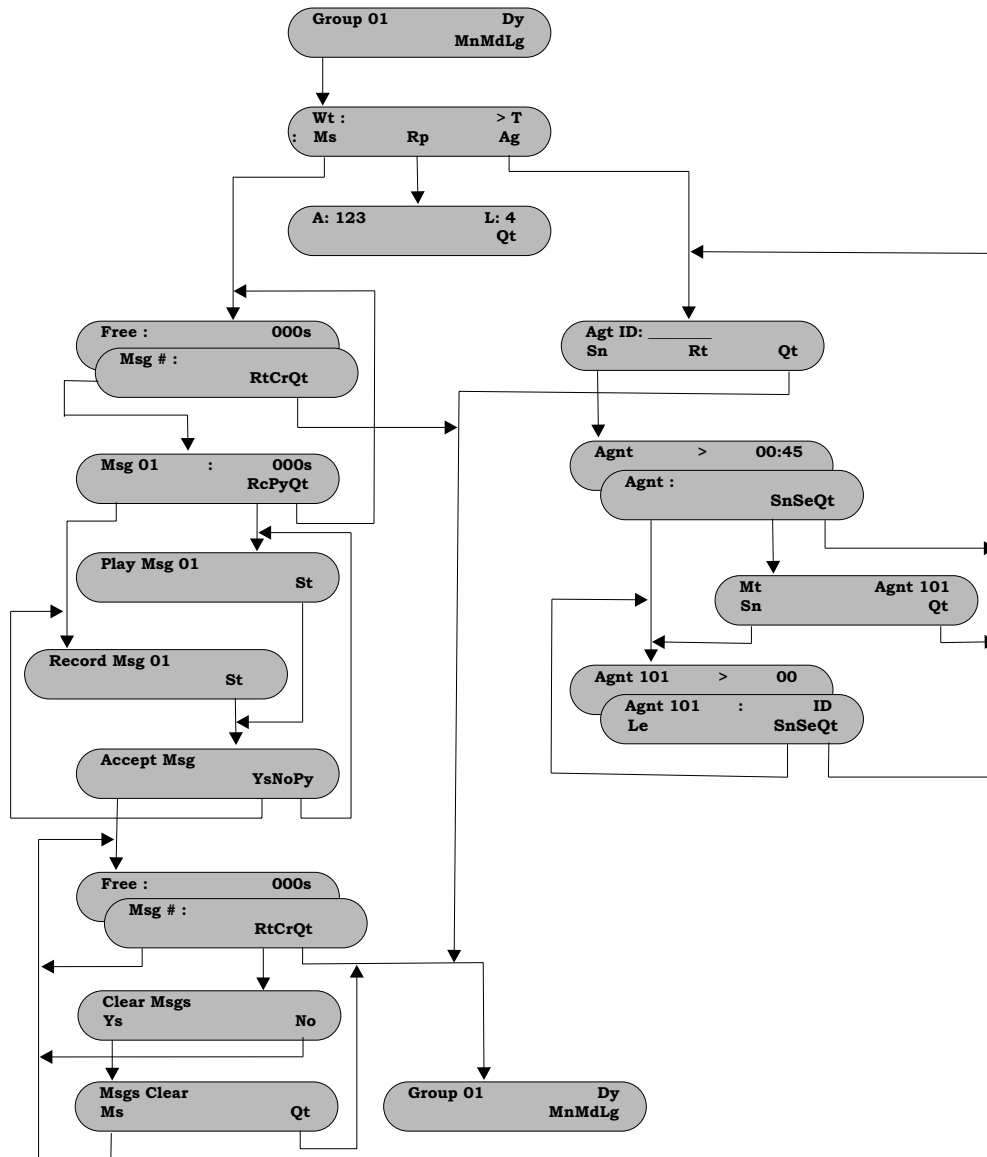 Group 01 Dy
MnMdLg
Wt : > T
: Ms Rp Ag
A: 123 L: 4
Qt
Free : 000s
Msg # :
RtCrQt
Agt ID: _______
Sn Rt Qt
Msg 01 : 000s
RcPyQt
Agnt > 00:45
Agnt :
SnSeQt
Play Msg 01
St
Mt Agnt 101
Sn Qt
Record Msg 01
St
Agnt 101 > 00
Agnt 101 : ID
Le SnSeQt
Accept Msg
YsNoPy
Free : 000s
Msg # :
RtCrQt
Clear Msgs
Ys No
Msgs Clear
Ms Qt
Group 01 Dy
MnMdLg